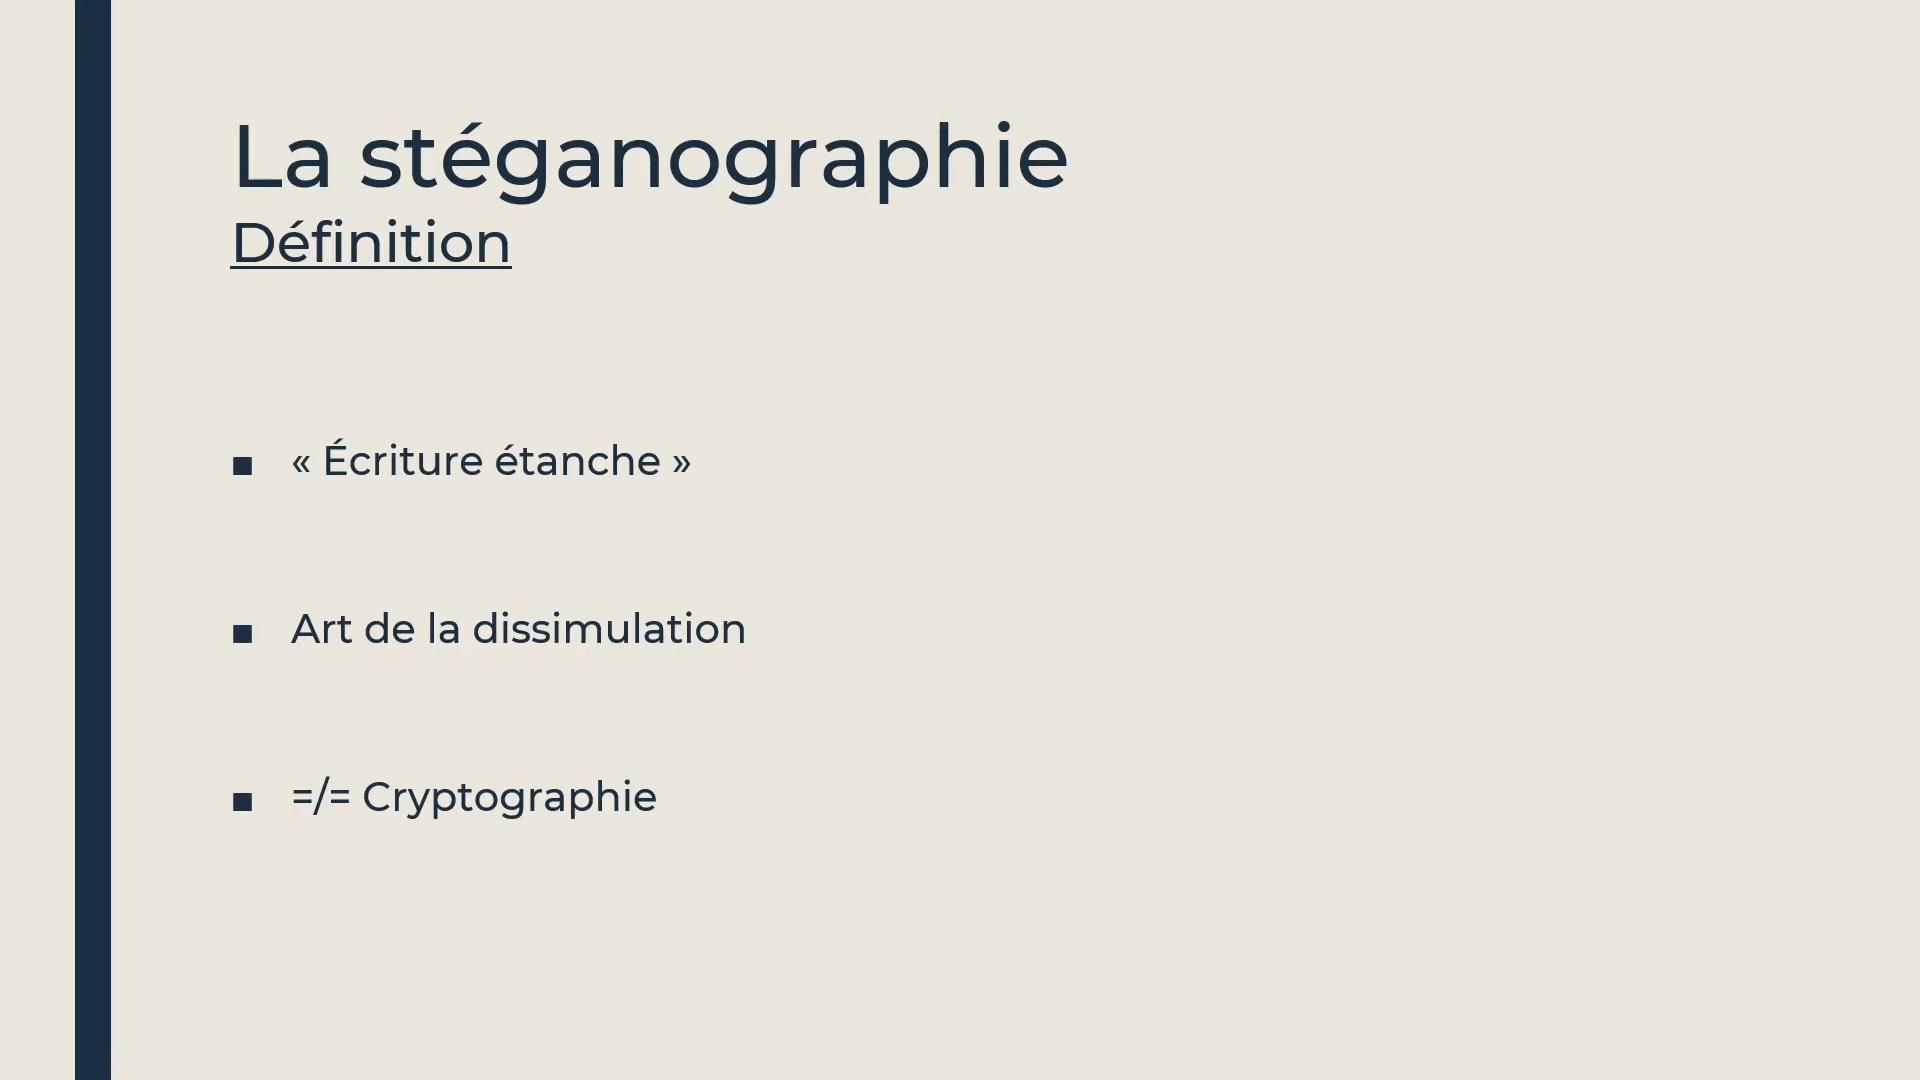 La stéganographie
Définition
▪ « Écriture étanche »
▪ Art de la dissimulation
▪ =/= Cryptographie